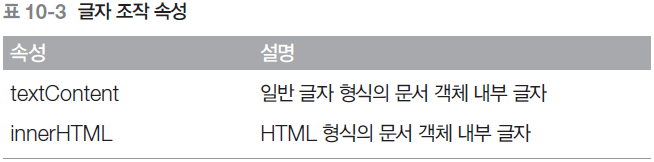 표 10-3 글자 조작 속성
속성 설명
textContent 일반 글자 형식의 문서 객체 내부 글자
innerHTML HTML 형식의 문서 객체 내부 글자